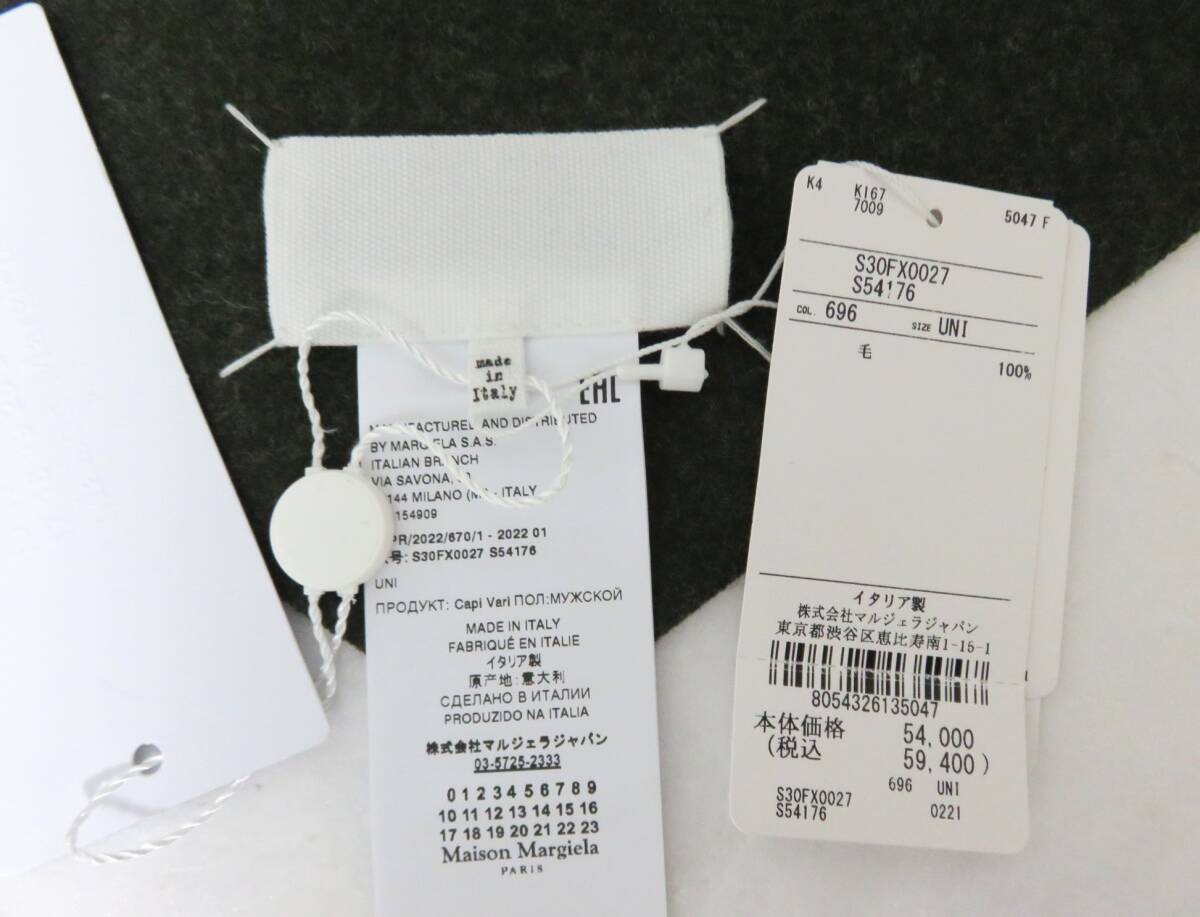 made
in
Italy
EAC
MANUFACTURED AND DISTRIBUTED
BY MARGIELA S.A.S.
ITALIAN BRANCH
VIA SAVONA,
144 MILANO ITALY
154909
PR/2022/670/1 - 2022 01
号: S30FX0027 S54176
UNI
ПРОДУКТ: Capi Vari ПОЛ:МУЖСКОЙ
MADE IN ITALY
FABRIQUÉ EN ITALIE
イタリア製
原产地:意大利
СДЕЛАНО В ИТАЛИИ
PRODUZIDO NA ITALIA
株式会社マルジェラジャパン
03-5725-2333
0 1 2 3 4 5 6 7 8 9
10 11 12 13 14 15 16
17 18 19 20 21 22 23
Maison Margiela
PARIS
K4 K167 5047 F
7009
S30FX0027
S54176
COL. 696 SIZE UNI
毛 100%
イタリア製
株式会社マルジェラジャパン
東京都渋谷区恵比寿南1-15-1
8054326135047
本体価格 54,000
(税込 59,400)
696 UNI
S30FX0027
S54176 0221